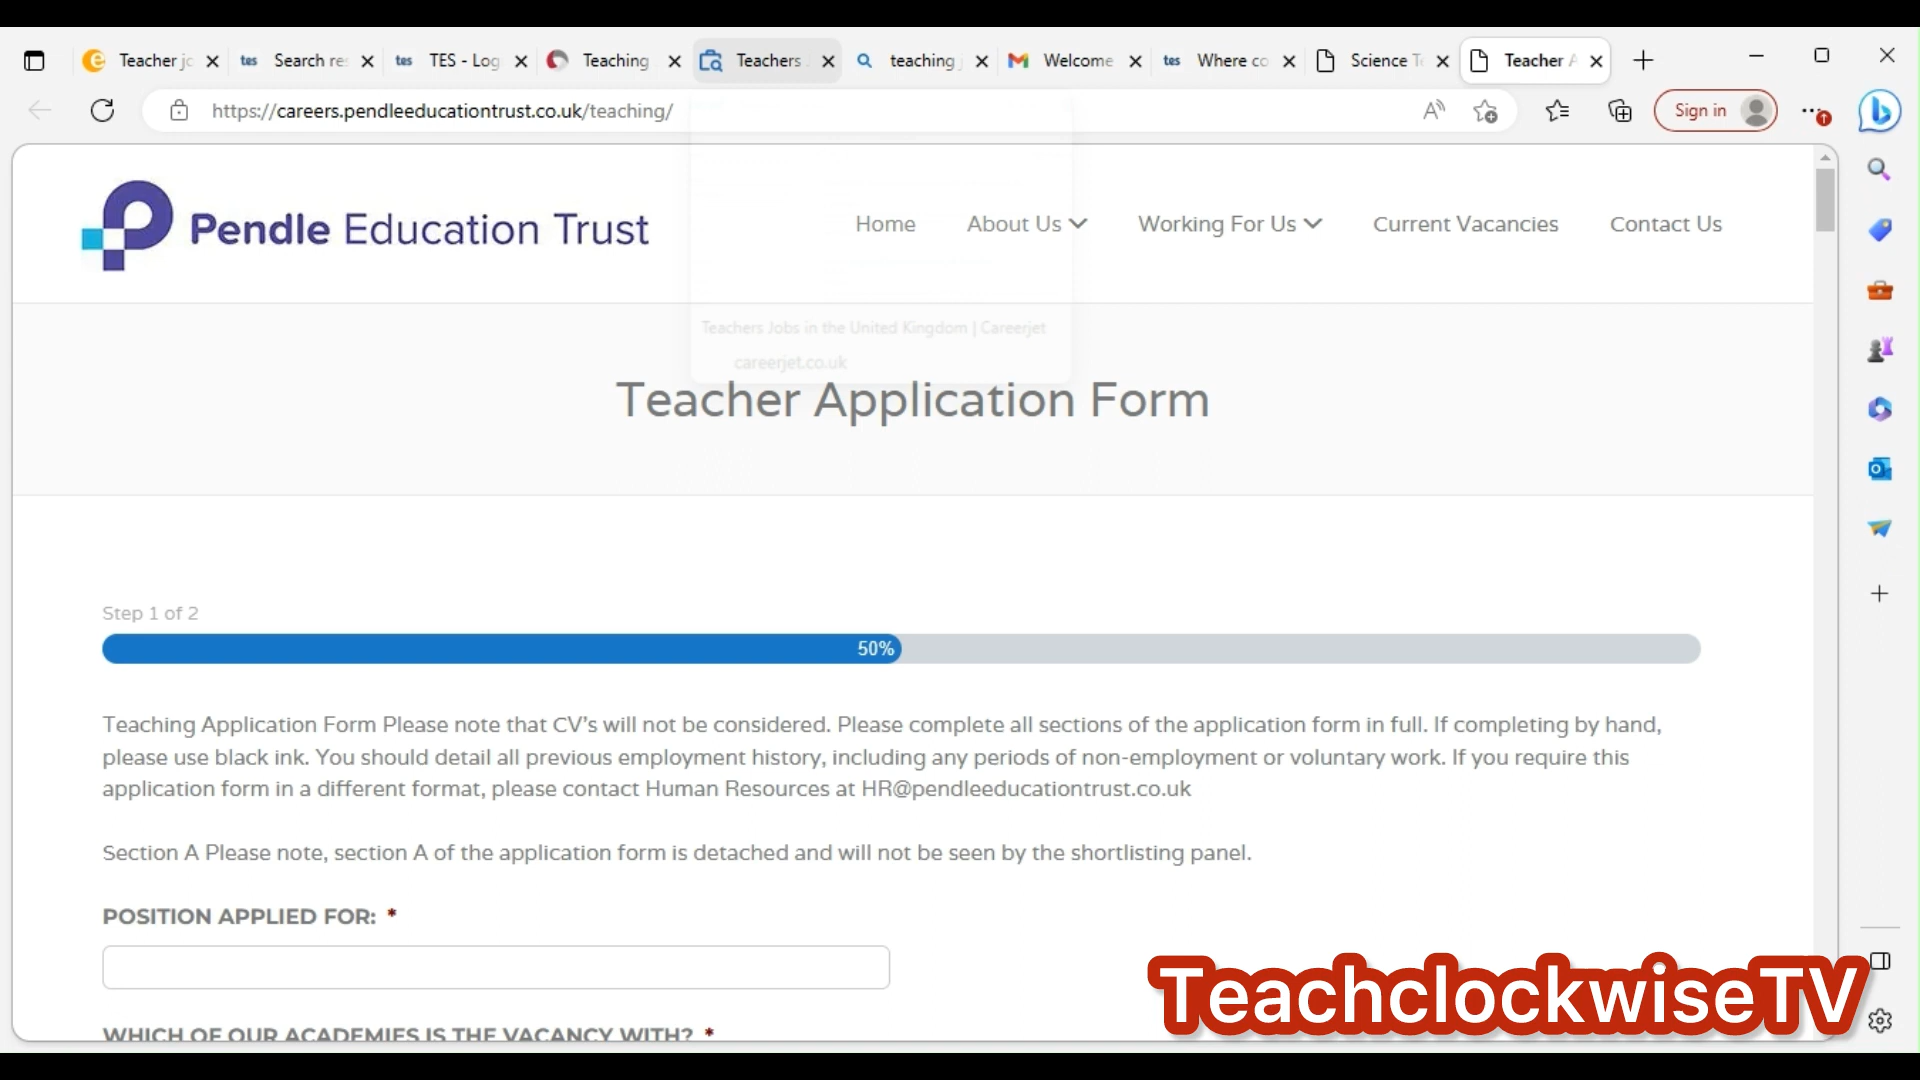 Teacher jo
tes Search re
tes TES - Log
Teaching
Teachers
teaching
Welcome
tes Where co
Science T
Teacher A
https://careers.pendleeducationtrust.co.uk/teaching/
Sign in
Pendle Education Trust
Home About Us Working For Us Current Vacancies Contact Us
Teachers Jobs in the United Kingdom | Careerjet
careerjet.co.uk
Teacher Application Form
Step 1 of 2
50%
Teaching Application Form Please note that CV's will not be considered. Please complete all sections of the application form in full. If completing by hand,
please use black ink. You should detail all previous employment history, including any periods of non-employment or voluntary work. If you require this
application form in a different format, please contact Human Resources at HR@pendleeducationtrust.co.uk
Section A Please note, section A of the application form is detached and will not be seen by the shortlisting panel.
POSITION APPLIED FOR: *
WHICH OF OUR ACADEMIES IS THE VACANCY WITH? *
TeachclockwiseTV